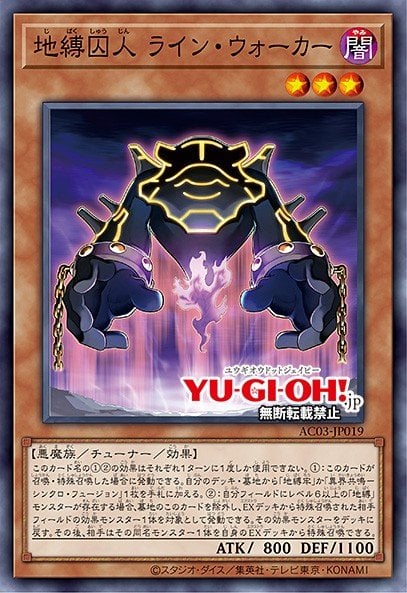 地縛囚人 ライン・ウォーカー
闇
ユウギオウドットジェイピー
YU-GI-OH!.jp
無断転載禁止
AC03-JP019
【悪魔族／チューナー／効果】
このカード名の①②の効果はそれぞれ1ターンに1度しか使用できない。①：このカードが
召喚・特殊召喚した場合に発動できる。自分のデッキ・墓地から「地縛牢」か「異界共鳴－
シンクロ・フュージョン」1枚を手札に加える。②：自分フィールドにレベル6以上の「地縛」
モンスターが存在する場合、墓地のこのカードを除外し、EXデッキから特殊召喚された相手
フィールドの効果モンスター1体を対象として発動できる。その効果モンスターをデッキに
戻す。その後、相手はその同名モンスター1体を自身のEXデッキから特殊召喚できる。
ATK/ 800 DEF/1100
©スタジオ・ダイス／集英社・テレビ東京・KONAMI